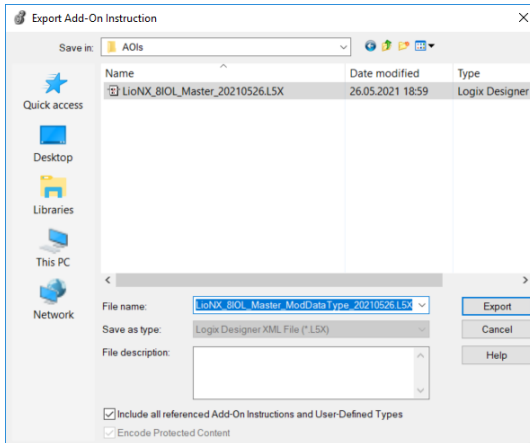 Export Add-On Instruction
Save in: AOIs
Name Date modified Type
LioNX_8IOL_Master_20210526.L5X 26.05.2021 18:59 Logix Designer
Quick access
Desktop
Libraries
This PC
Network
File name: LioNX_8IOL_Master_ModDataType_20210526.L5X Export
Save as type: Logix Designer XML File (*.L5X) Cancel
File description: Help
Include all referenced Add-On Instructions and User-Defined Types
Encode Protected Content